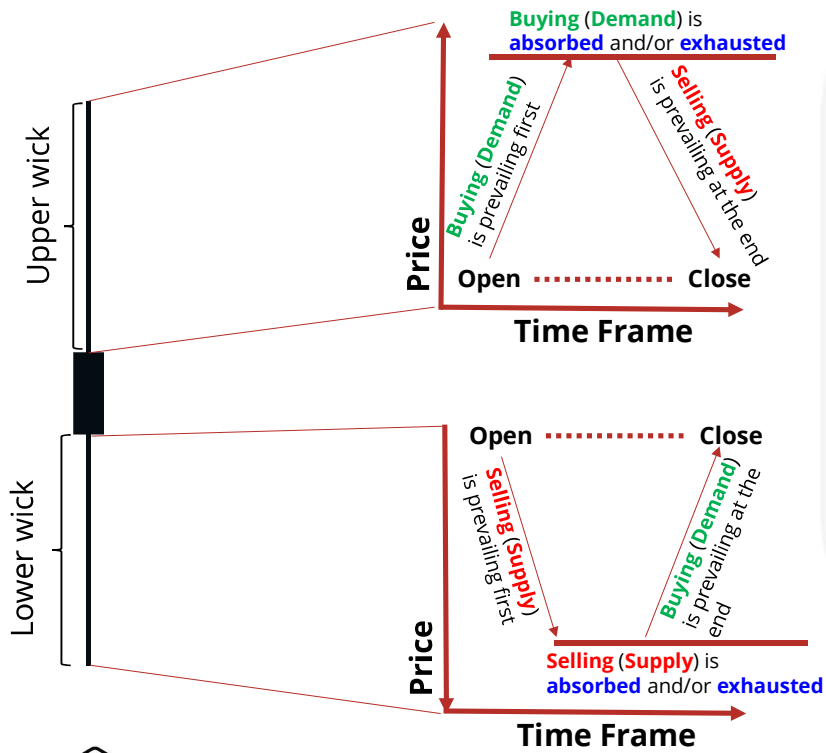 Buying (Demand) is
absorbed and/or exhausted
Upper wick
Price
Buying (Demand)
is prevailing first
Selling (Supply)
is prevailing at the end
Open
Close
Time Frame
Lower wick
Price
Open
Close
Selling (Supply)
is prevailing first
Buying (Demand)
is prevailing at the
end
Selling (Supply) is
absorbed and/or exhausted
Time Frame